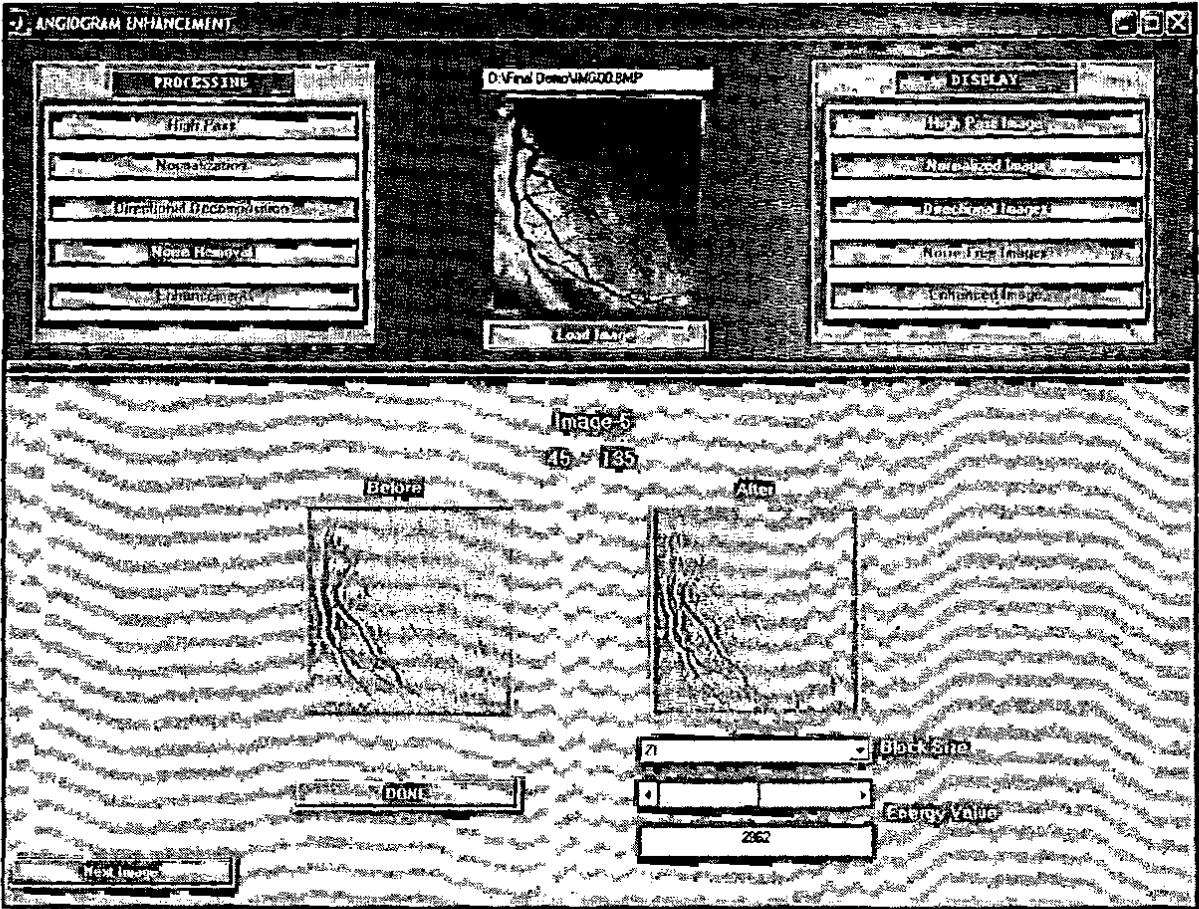 ANGIOGRAM ENHANCEMENT
PROCESSING
High Pass
Normalization
Directional Decomposition
Noise Removal
Enhancement
D:\Final Demo\IMG00.BMP
Load Image
DISPLAY
High Pass Image
Normalized Image
Directional Images
Noise Free Images
Enhanced Image
Image-5
45 - 135
Before
After
21
Block Size
DONE
Energy Value
2862
Next Image